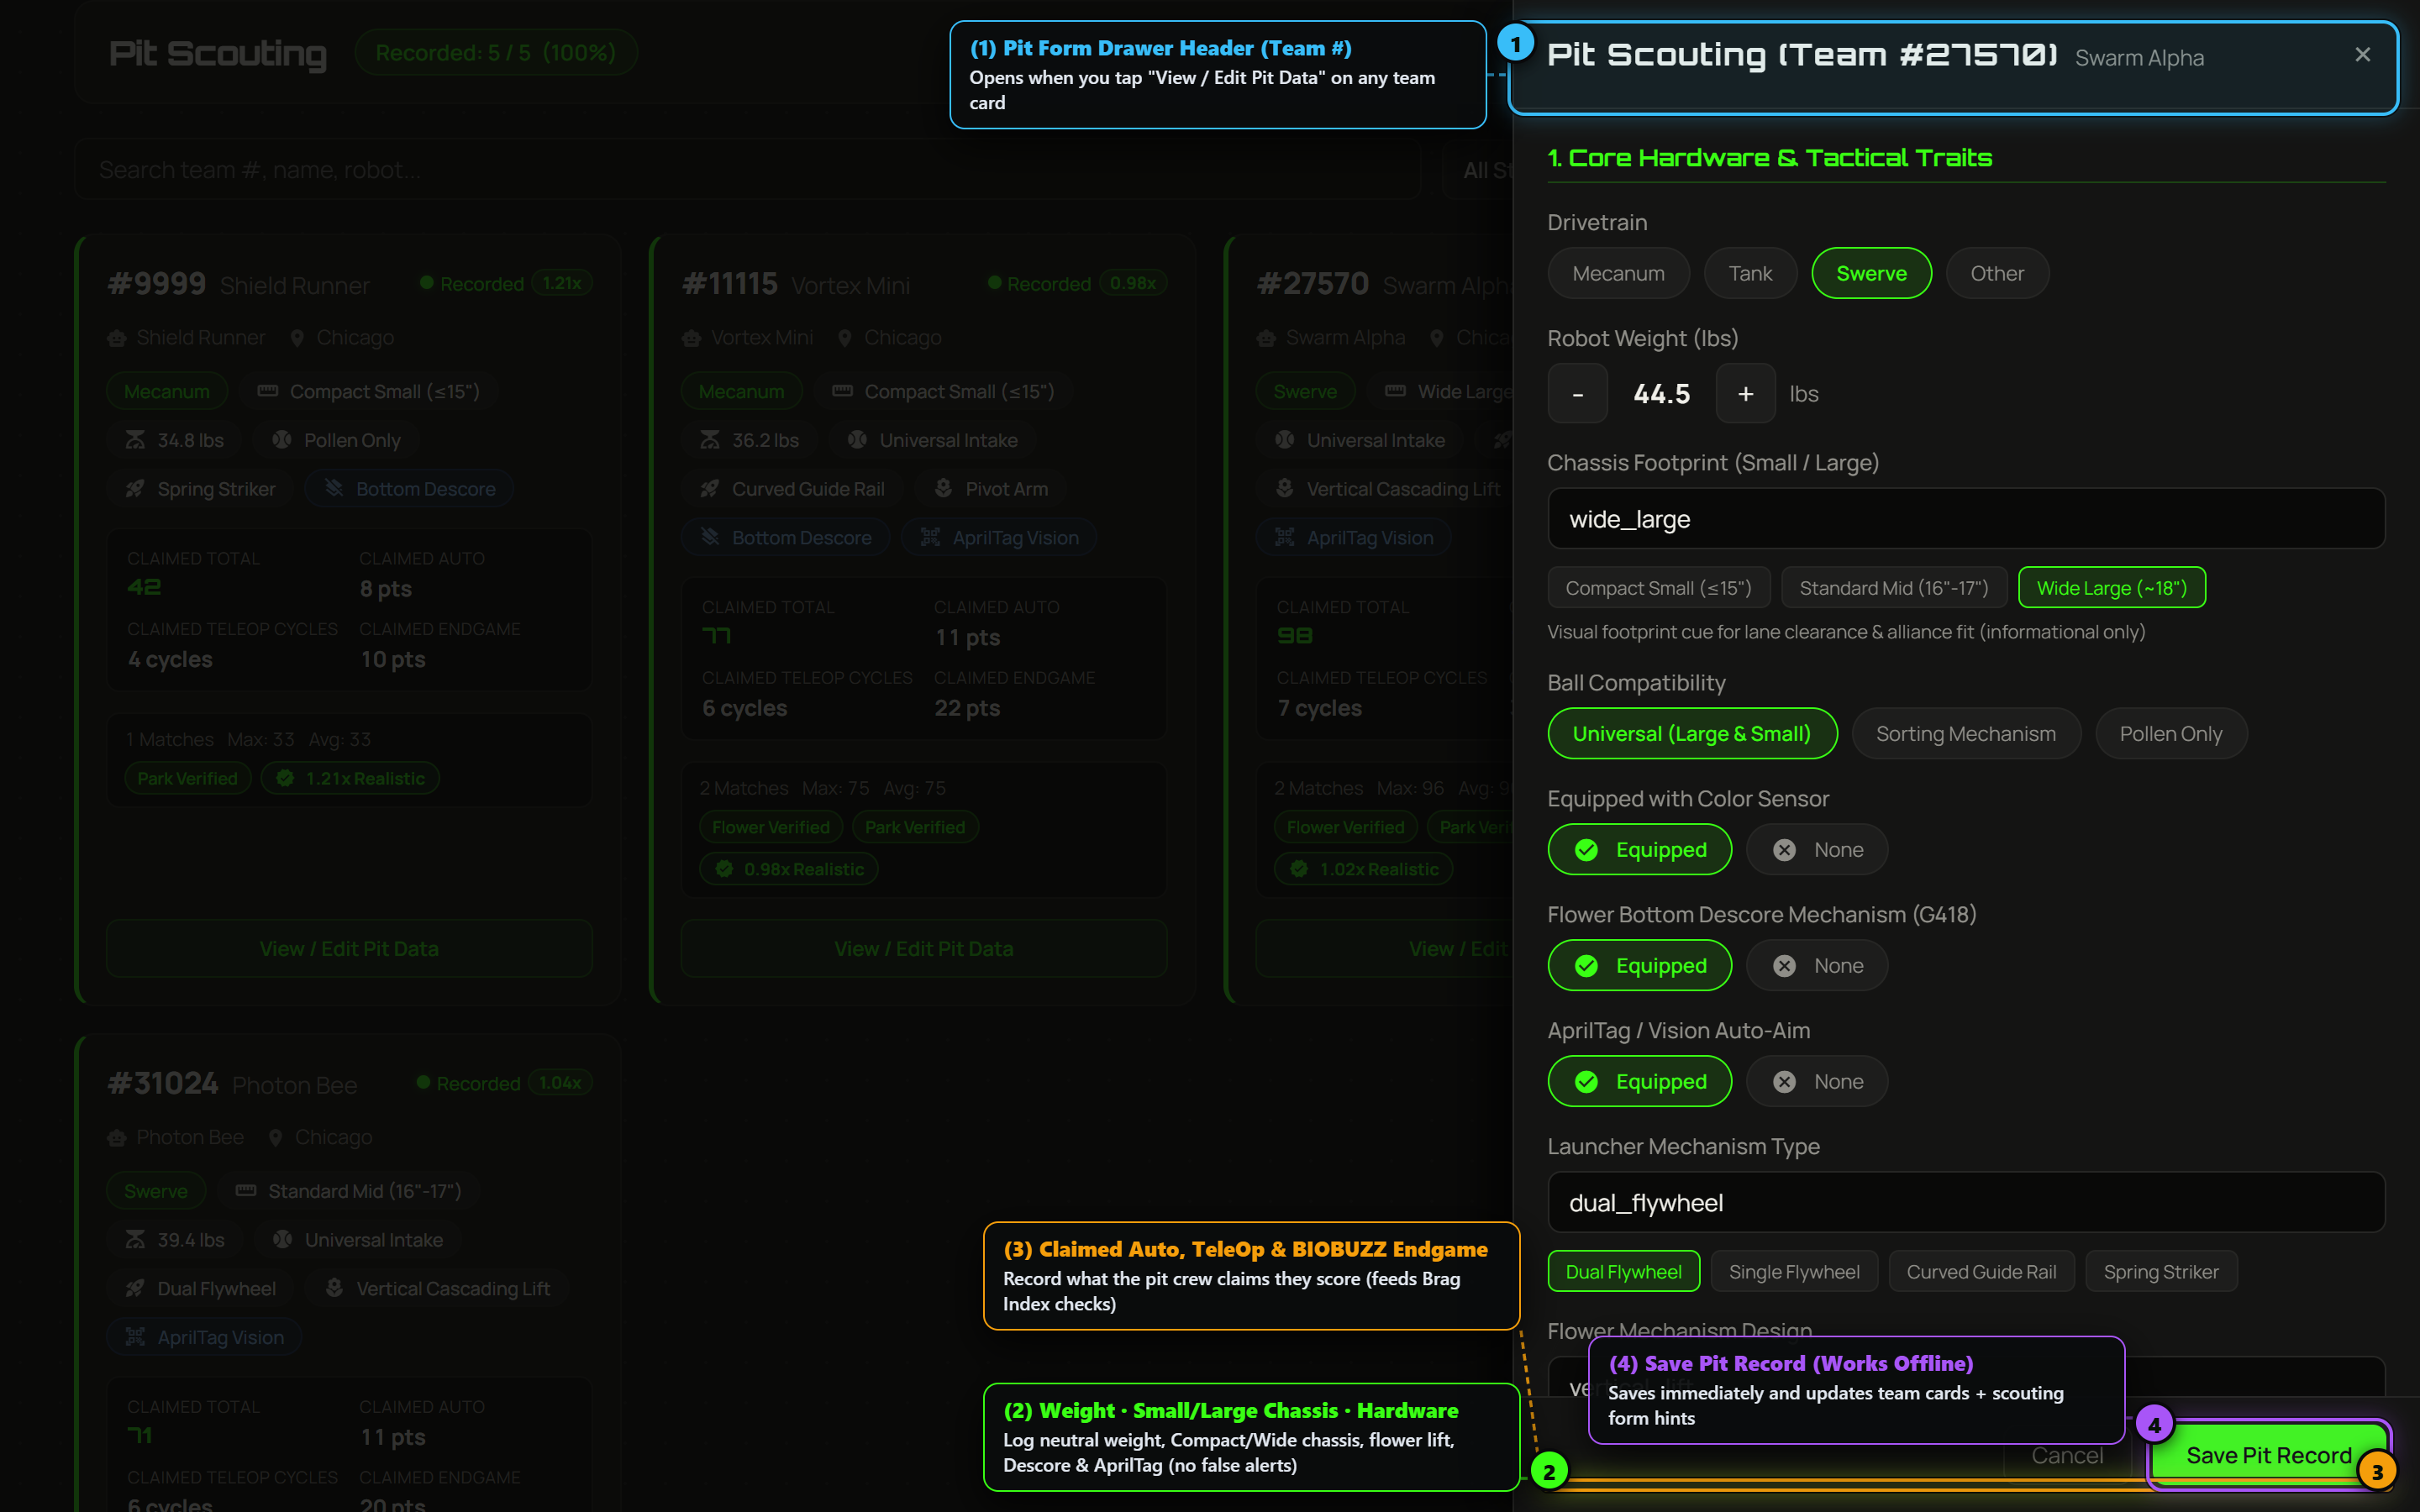 Pit Scouting
Recorded: 5 / 5 (100%)
(1) Pit Form Drawer Header (Team #)
Opens when you tap "View / Edit Pit Data" on any team
card
1
Pit Scouting (Team #27570) Swarm Alpha
Search team #, name, robot...
All St
#9999 Shield Runner
Recorded 1.21x
Shield Runner Chicago
Mecanum Compact Small (≤15")
34.8 lbs Pollen Only
Spring Striker Bottom Descore
CLAIMED TOTAL CLAIMED AUTO
42 8 pts
CLAIMED TELEOP CYCLES CLAIMED ENDGAME
4 cycles 10 pts
1 Matches Max: 33 Avg: 33
Park Verified 1.21x Realistic
View / Edit Pit Data
#11115 Vortex Mini
Recorded 0.98x
Vortex Mini Chicago
Mecanum Compact Small (≤15")
36.2 lbs Universal Intake
Curved Guide Rail Pivot Arm
Bottom Descore AprilTag Vision
CLAIMED TOTAL CLAIMED AUTO
77 11 pts
CLAIMED TELEOP CYCLES CLAIMED ENDGAME
6 cycles 22 pts
2 Matches Max: 75 Avg: 75
Flower Verified Park Verified
0.98x Realistic
View / Edit Pit Data
#27570 Swarm Alph
Swarm Alpha Chica
Swerve Wide Large
Universal Intake
Vertical Cascading Lift
AprilTag Vision
CLAIMED TOTAL
98
CLAIMED TELEOP CYCLES
7 cycles
2 Matches Max: 96 Avg: 9
Flower Verified Park Veri
1.02x Realistic
View / Edit
#31024 Photon Bee
Recorded 1.04x
Photon Bee Chicago
Swerve Standard Mid (16"-17")
39.4 lbs Universal Intake
Dual Flywheel Vertical Cascading Lift
AprilTag Vision
CLAIMED TOTAL CLAIMED AUTO
71 11 pts
CLAIMED TELEOP CYCLES CLAIMED ENDGAME
6 cycles 20 pts
1. Core Hardware & Tactical Traits
Drivetrain
Mecanum Tank Swerve Other
Robot Weight (lbs)
- 44.5 + lbs
Chassis Footprint (Small / Large)
wide_large
Compact Small (≤15") Standard Mid (16"-17") Wide Large (~18")
Visual footprint cue for lane clearance & alliance fit (informational only)
Ball Compatibility
Universal (Large & Small) Sorting Mechanism Pollen Only
Equipped with Color Sensor
Equipped None
Flower Bottom Descore Mechanism (G418)
Equipped None
AprilTag / Vision Auto-Aim
Equipped None
Launcher Mechanism Type
dual_flywheel
Dual Flywheel Single Flywheel Curved Guide Rail Spring Striker
Flower Mechanism Design
vertical_lift
(3) Claimed Auto, TeleOp & BIOBUZZ Endgame
Record what the pit crew claims they score (feeds Brag
Index checks)
(2) Weight · Small/Large Chassis · Hardware
Log neutral weight, Compact/Wide chassis, flower lift,
Descore & AprilTag (no false alerts)
2
(4) Save Pit Record (Works Offline)
Saves immediately and updates team cards + scouting
form hints
4
Cancel
Save Pit Record
3